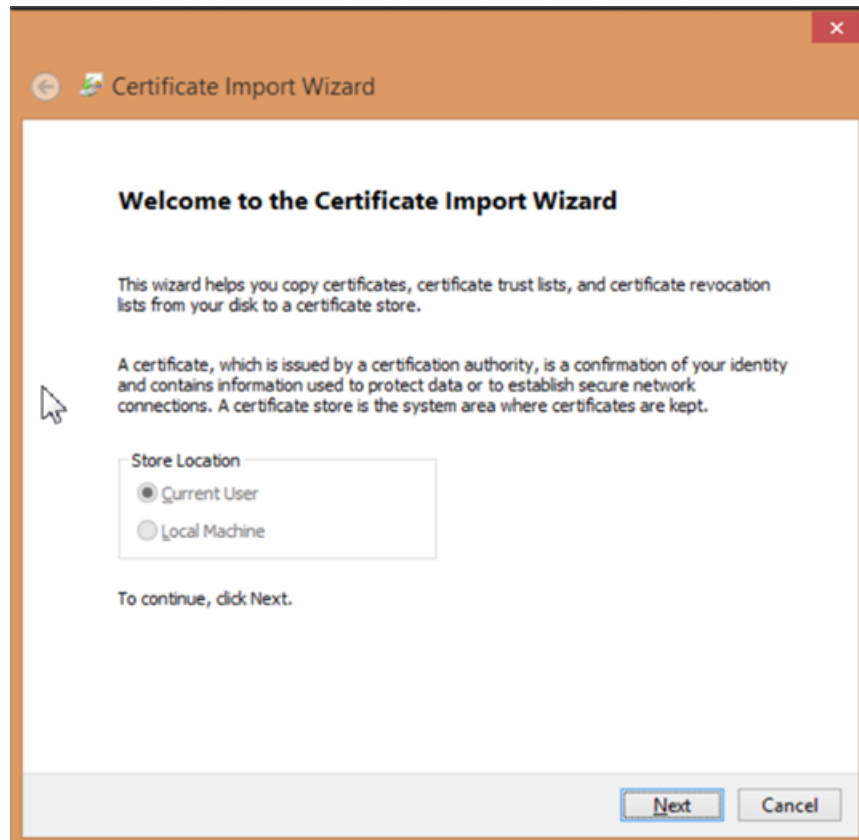 Certificate Import Wizard
Welcome to the Certificate Import Wizard
This wizard helps you copy certificates, certificate trust lists, and certificate revocation
lists from your disk to a certificate store.
A certificate, which is issued by a certification authority, is a confirmation of your identity
and contains information used to protect data or to establish secure network
connections. A certificate store is the system area where certificates are kept.
Store Location
Current User
Local Machine
To continue, click Next.
Next Cancel